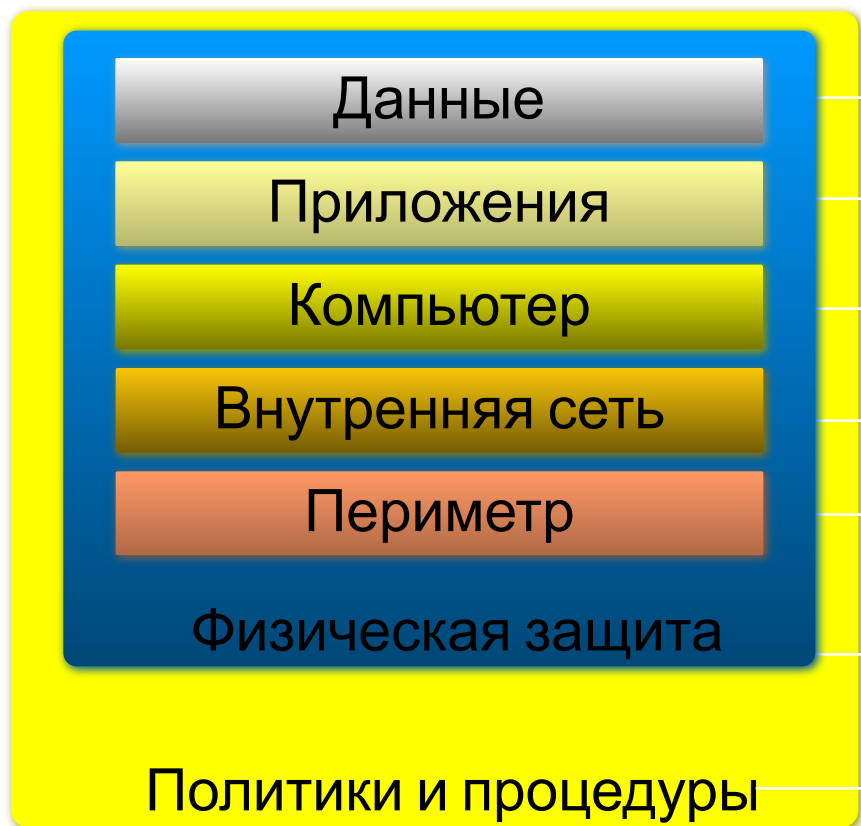 Данные
Приложения
Компьютер
Внутренняя сеть
Периметр
Физическая защита
Политики и процедуры